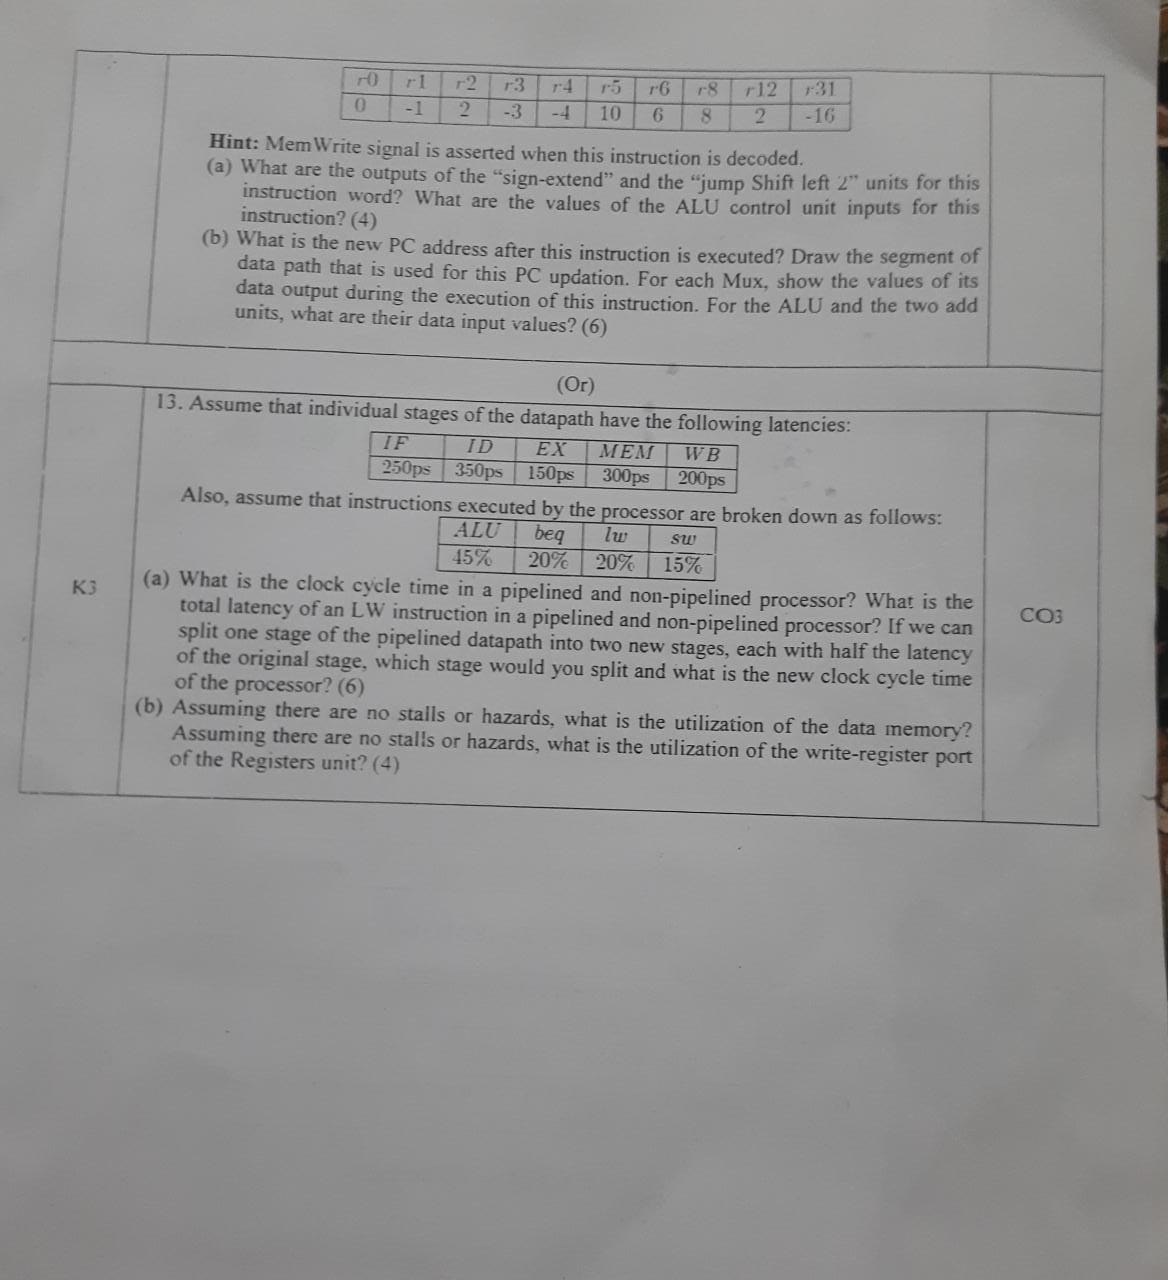 r0 r1 r2 r3 r4 r5 r6 r8 r12 r31
0 -1 2 -3 -4 10 6 8 2 -16
Hint: MemWrite signal is asserted when this instruction is decoded.
(a) What are the outputs of the “sign-extend” and the “jump Shift left 2” units for this
instruction word? What are the values of the ALU control unit inputs for this
instruction? (4)
(b) What is the new PC address after this instruction is executed? Draw the segment of
data path that is used for this PC updation. For each Mux, show the values of its
data output during the execution of this instruction. For the ALU and the two add
units, what are their data input values? (6)
(Or)
13. Assume that individual stages of the datapath have the following latencies:
IF ID EX MEM WB
250ps 350ps 150ps 300ps 200ps
Also, assume that instructions executed by the processor are broken down as follows:
ALU beq lw sw
45% 20% 20% 15%
(a) What is the clock cycle time in a pipelined and non-pipelined processor? What is the
total latency of an LW instruction in a pipelined and non-pipelined processor? If we can
split one stage of the pipelined datapath into two new stages, each with half the latency
K3 CO3
of the original stage, which stage would you split and what is the new clock cycle time
of the processor? (6)
(b) Assuming there are no stalls or hazards, what is the utilization of the data memory?
Assuming there are no stalls or hazards, what is the utilization of the write-register port
of the Registers unit? (4)